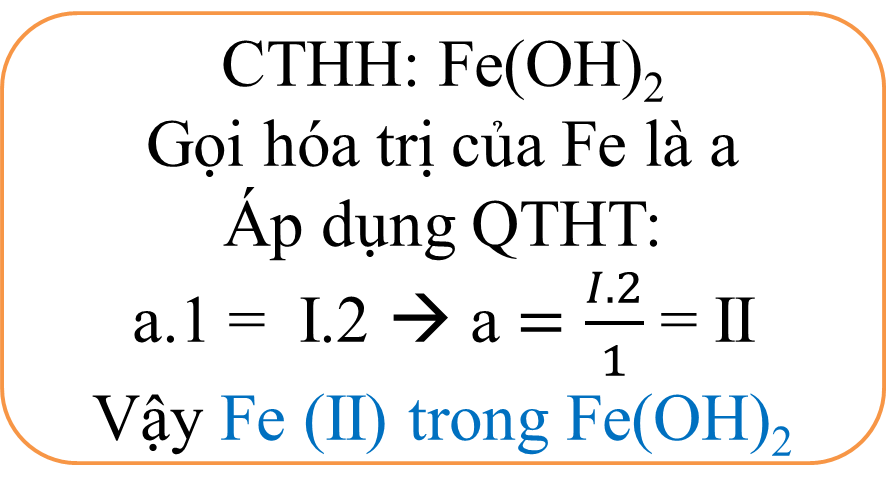 CTHH: Fe(OH)₂
Gọi hóa trị của Fe là a
Áp dụng QTHT:
a.1 = I.2 → a = \frac{I.2}{1} = II
Vậy Fe (II) trong Fe(OH)₂